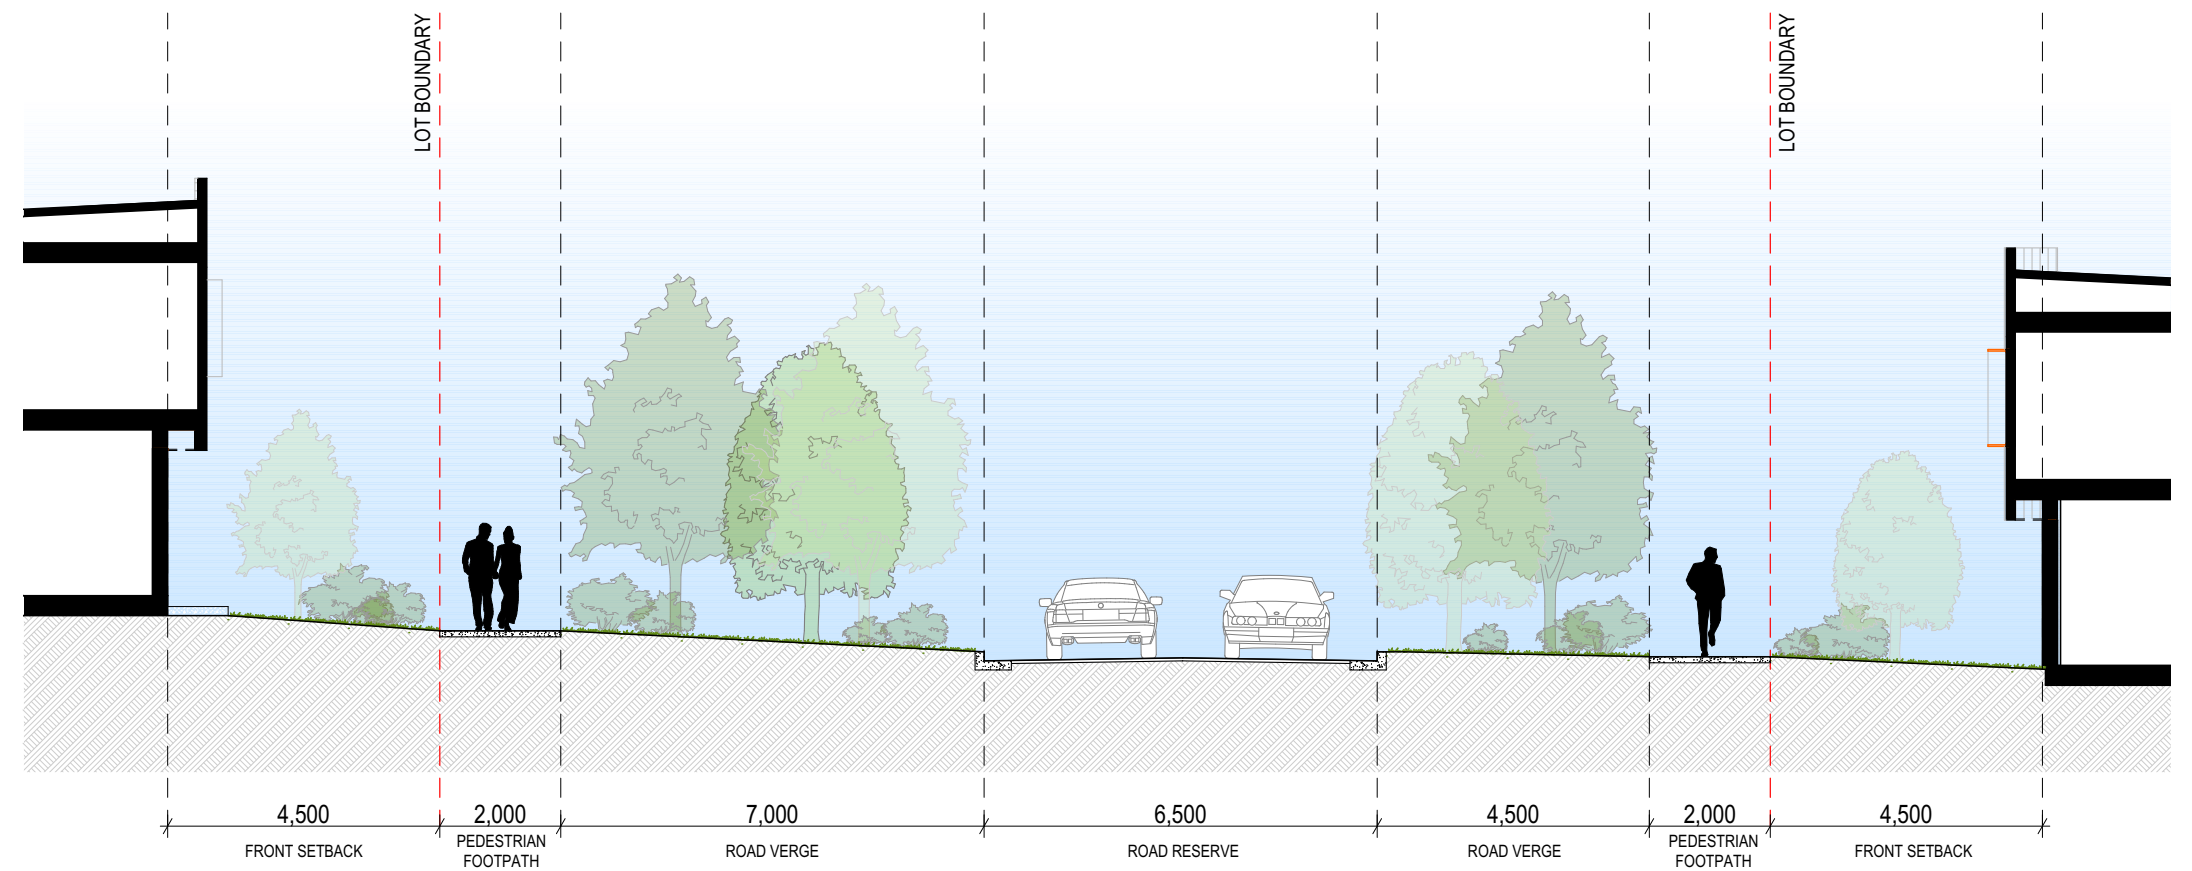 LOT BOUNDARY
LOT BOUNDARY
4,500
2,000
7,000
6,500
4,500
2,000
4,500
FRONT SETBACK
PEDESTRIAN
FOOTPATH
ROAD VERGE
ROAD RESERVE
ROAD VERGE
PEDESTRIAN
FOOTPATH
FRONT SETBACK